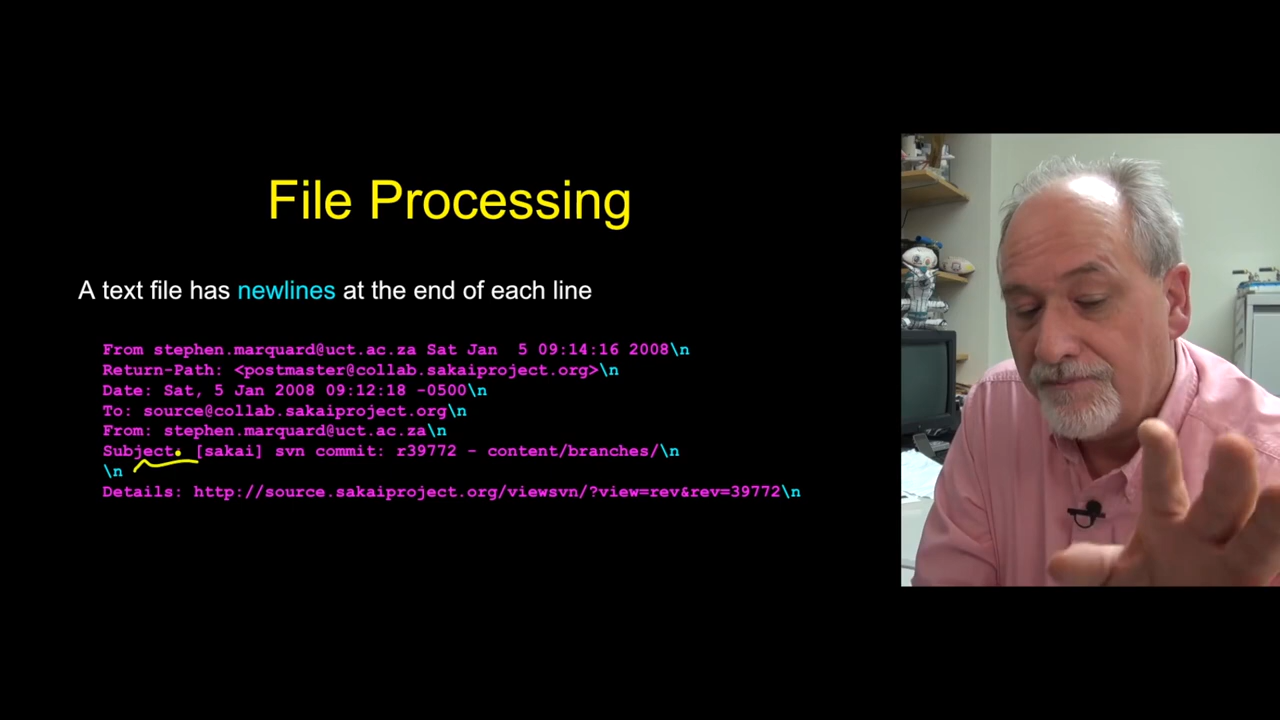 File Processing
A text file has newlines at the end of each line
From stephen.marquard@uct.ac.za Sat Jan  5 09:14:16 2008\n
Return-Path: <postmaster@collab.sakaiproject.org>\n
Date: Sat, 5 Jan 2008 09:12:18 -0500\n
To: source@collab.sakaiproject.org\n
From: stephen.marquard@uct.ac.za\n
Subject: [sakai] svn commit: r39772 - content/branches/\n
\n
Details: http://source.sakaiproject.org/viewsvn/?view=rev&rev=39772\n